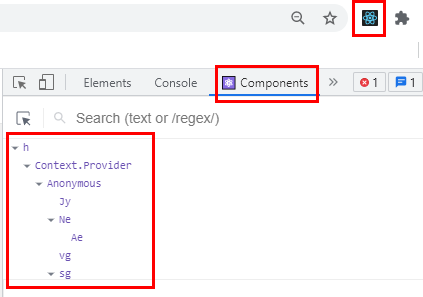 Elements Console Components » 1 1
Search (text or /regex/)
h
Context.Provider
Anonymous
Jy
Ne
Ae
vg
sg